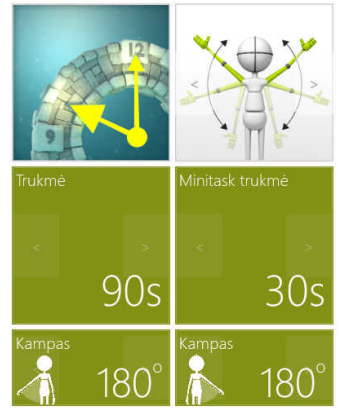 12
9
< >
Trukmė
Minitask trukmė
< >
< >
90s
30s
Kampas
Kampas
180°
180°